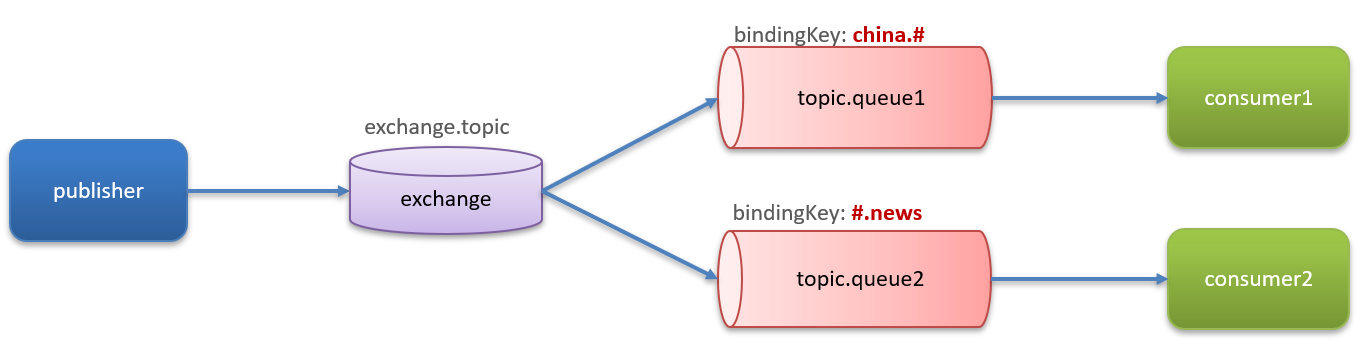 bindingKey: china.#
topic.queue1
consumer1
exchange.topic
publisher
exchange
bindingKey: #.news
topic.queue2
consumer2